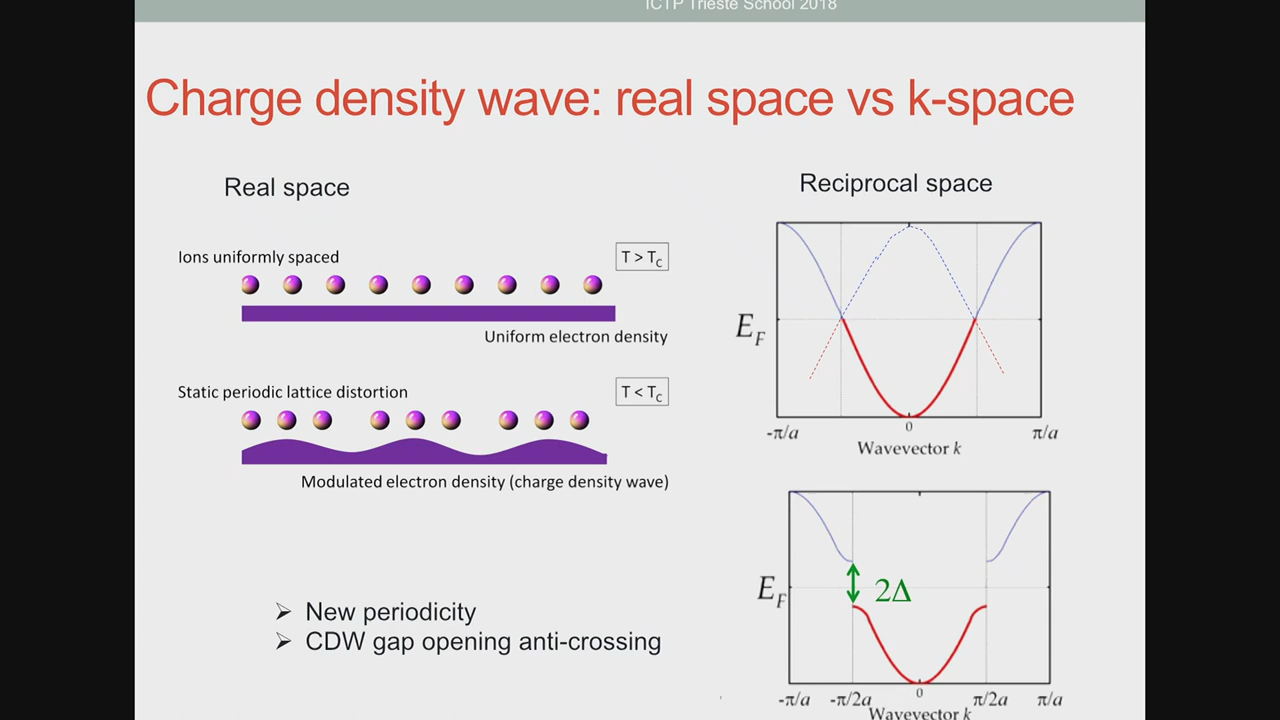 ICTP Trieste School 2018
Charge density wave: real space vs k-space
Real space
Ions uniformly spaced
T > TC
Uniform electron density
Static periodic lattice distortion
T < TC
Modulated electron density (charge density wave)
➢ New periodicity
➢ CDW gap opening anti-crossing
Reciprocal space
EF
-π/a 0 π/a
Wavevector k
EF
2Δ
-π/a -π/2a 0 π/2a π/a
Wavevector k